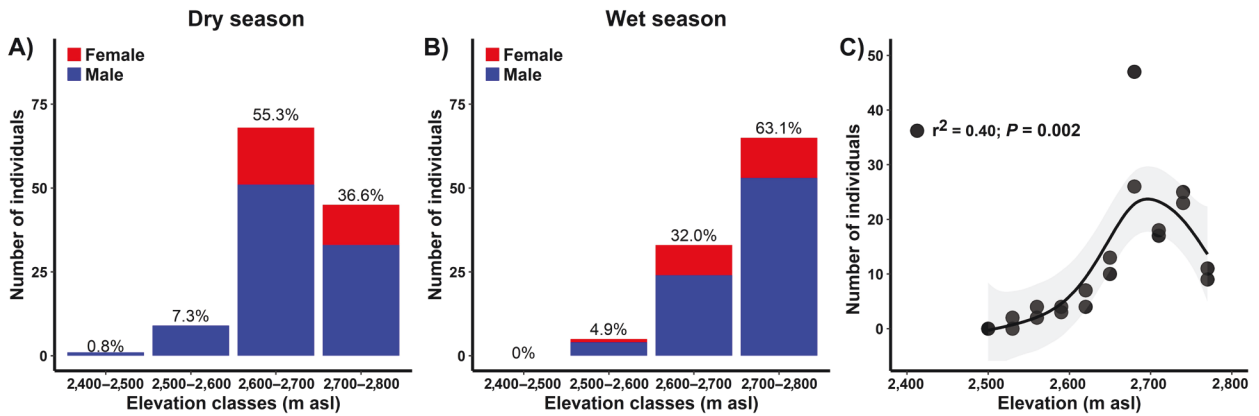 Dry season
A)
Female
Male
Number of individuals
75
50
25
0
0.8%
7.3%
55.3%
36.6%
2,400–2,500
2,500–2,600
2,600–2,700
2,700–2,800
Elevation classes (m asl)
Wet season
B)
Female
Male
Number of individuals
75
50
25
0
0%
4.9%
32.0%
63.1%
2,400–2,500
2,500–2,600
2,600–2,700
2,700–2,800
Elevation classes (m asl)
C)
r² = 0.40; P = 0.002
Number of individuals
50
40
30
20
10
0
2,400
2,500
2,600
2,700
2,800
Elevation (m asl)